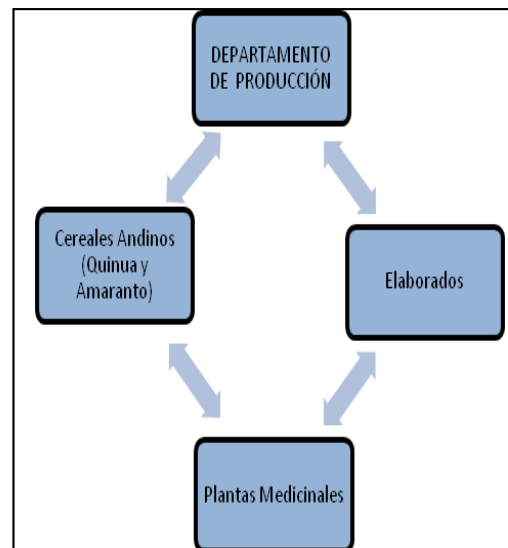 DEPARTAMENTO
DE PRODUCCIÓN
Cereales Andinos
(Quinua y
Amaranto)
Elaborados
Plantas Medicinales